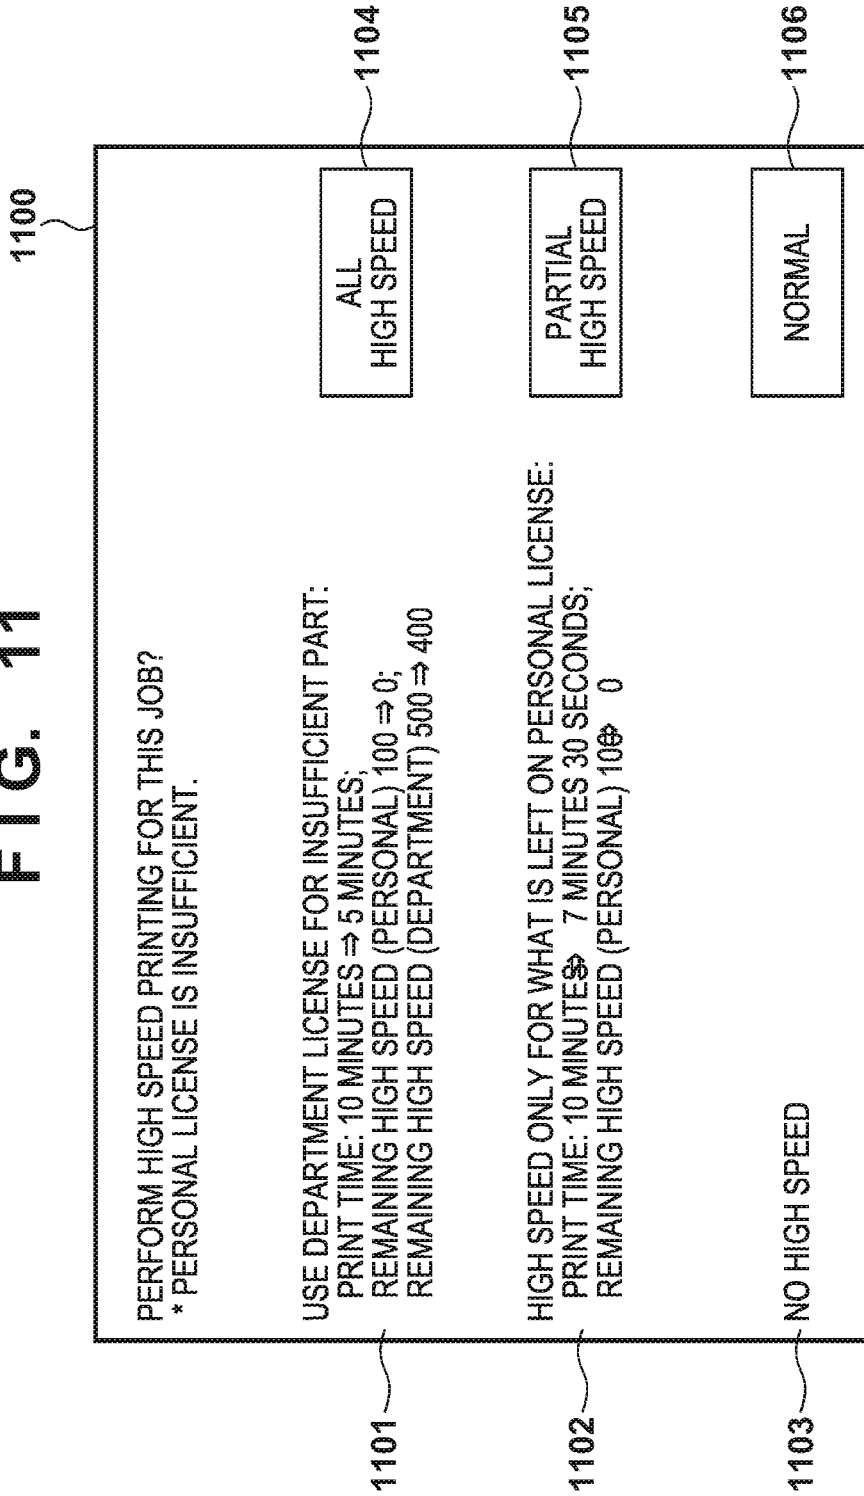 FIG. 11
1100
PERFORM HIGH SPEED PRINTING FOR THIS JOB?
* PERSONAL LICENSE IS INSUFFICIENT.
1101
USE DEPARTMENT LICENSE FOR INSUFFICIENT PART:
PRINT TIME: 10 MINUTES ⇒ 5 MINUTES;
REMAINING HIGH SPEED (PERSONAL) 100 ⇒ 0;
REMAINING HIGH SPEED (DEPARTMENT) 500 ⇒ 400
ALL
HIGH SPEED
1104
1102
HIGH SPEED ONLY FOR WHAT IS LEFT ON PERSONAL LICENSE:
PRINT TIME: 10 MINUTES ⇒ 7 MINUTES 30 SECONDS;
REMAINING HIGH SPEED (PERSONAL) 100 ⇒ 0
PARTIAL
HIGH SPEED
1105
1103
NO HIGH SPEED
NORMAL
1106